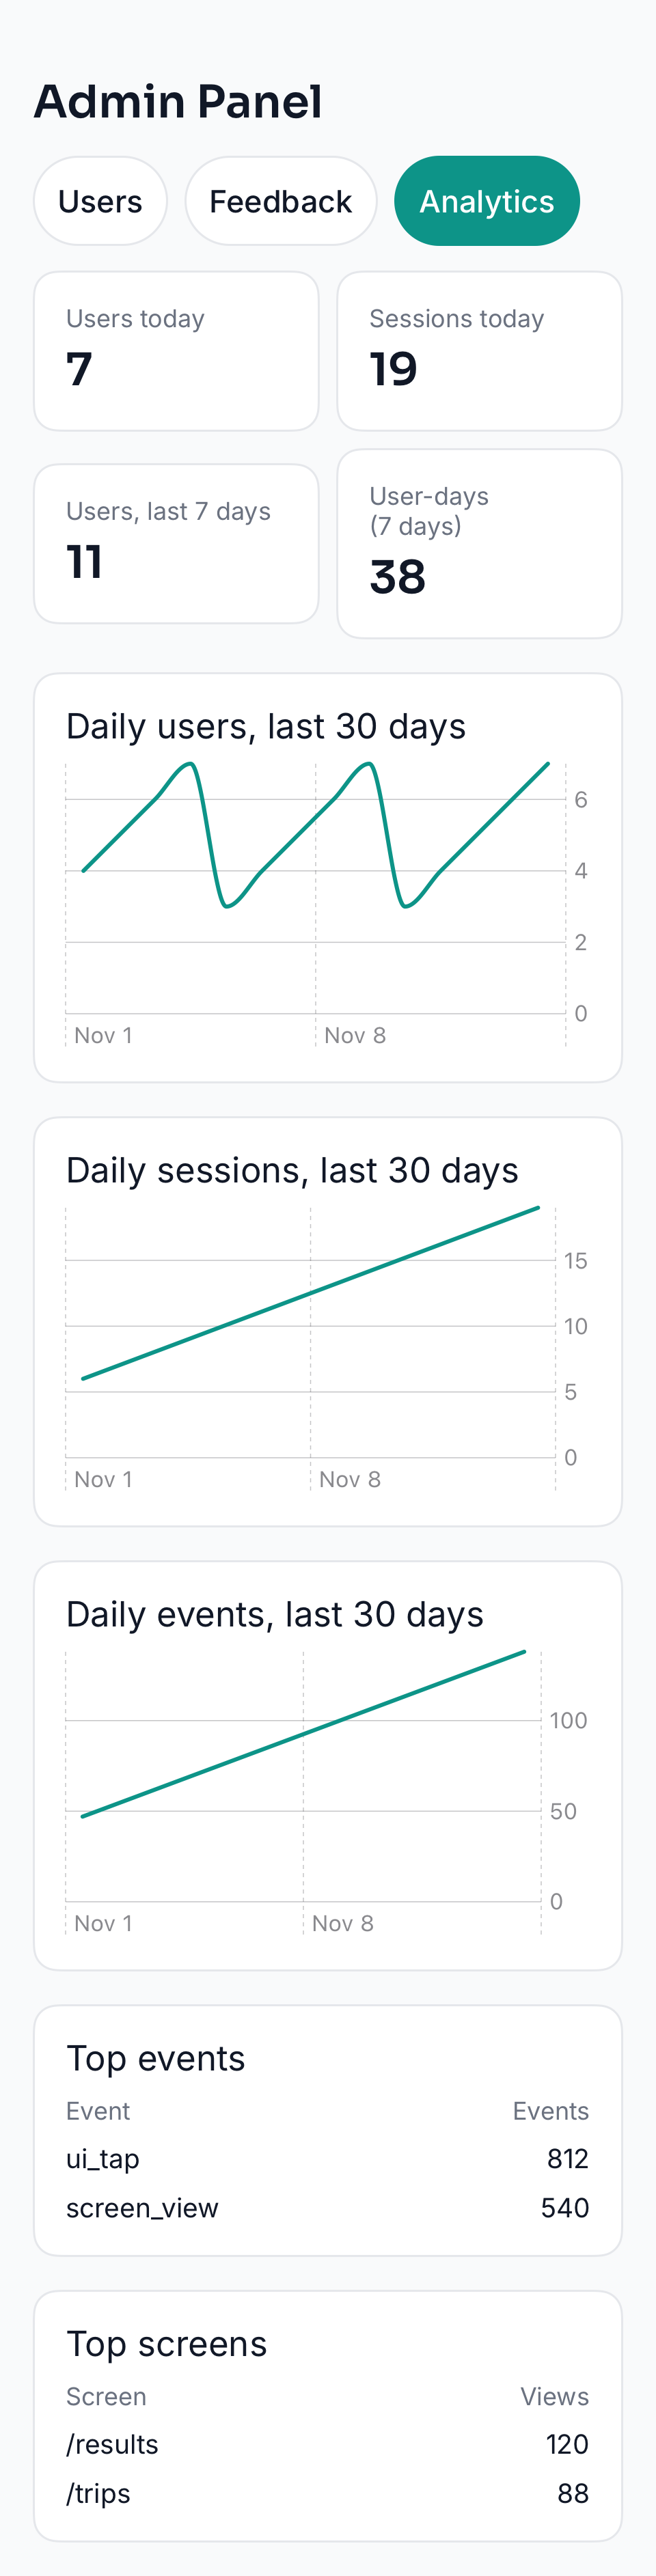 Admin Panel
Users
Feedback
Analytics
Users today
7
Sessions today
19
Users, last 7 days
11
User-days
(7 days)
38
Daily users, last 30 days
6
4
2
0
Nov 1
Nov 8
Daily sessions, last 30 days
15
10
5
0
Nov 1
Nov 8
Daily events, last 30 days
100
50
0
Nov 1
Nov 8
Top events
Event Events
ui_tap 812
screen_view 540
Top screens
Screen Views
/results 120
/trips 88